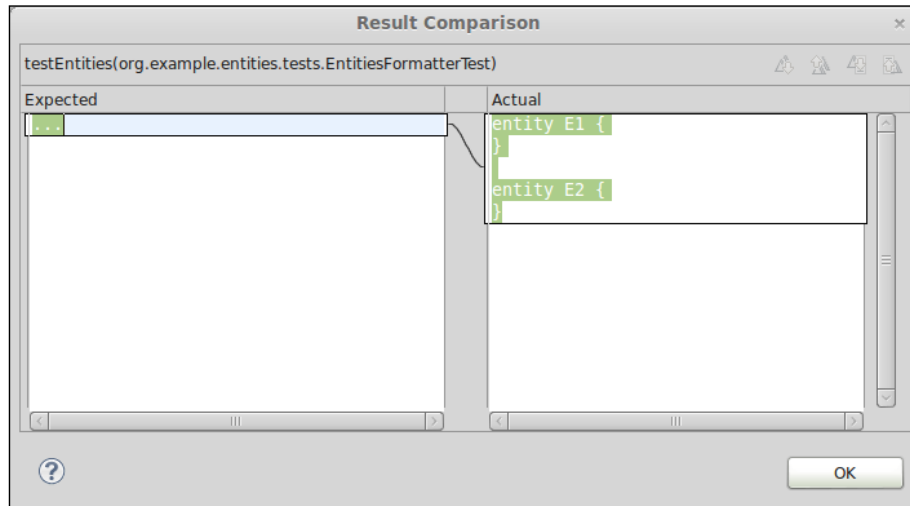 Result Comparison
testEntities(org.example.entities.tests.EntitiesFormatterTest)
Expected
Actual
...
entity E1 {
}
entity E2 {
}
OK